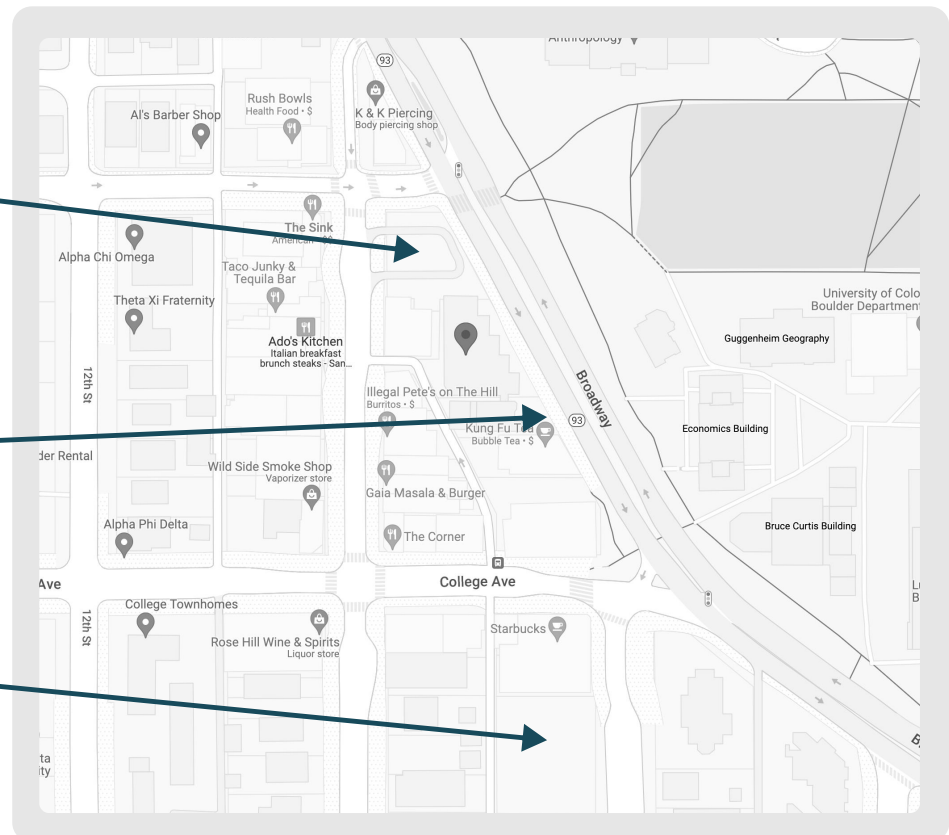 Anthropology
93
Al's Barber Shop
Rush Bowls
Health Food • $
K & K Piercing
Body piercing shop
The Sink
American • $$
Alpha Chi Omega
Taco Junky &
Tequila Bar
Theta Xi Fraternity
Ado's Kitchen
Italian breakfast
brunch steaks - San...
University of Colo
Boulder Department
Guggenheim Geography
12th St
Broadway
Illegal Pete's on The Hill
Burritos • $
93
Kung Fu Tea
Bubble Tea • $
Economics Building
der Rental
Wild Side Smoke Shop
Vaporizer store
Gaia Masala & Burger
Alpha Phi Delta
The Corner
Bruce Curtis Building
Ave
College Ave
12th St
College Townhomes
Rose Hill Wine & Spirits
Liquor store
Starbucks
ta
ity